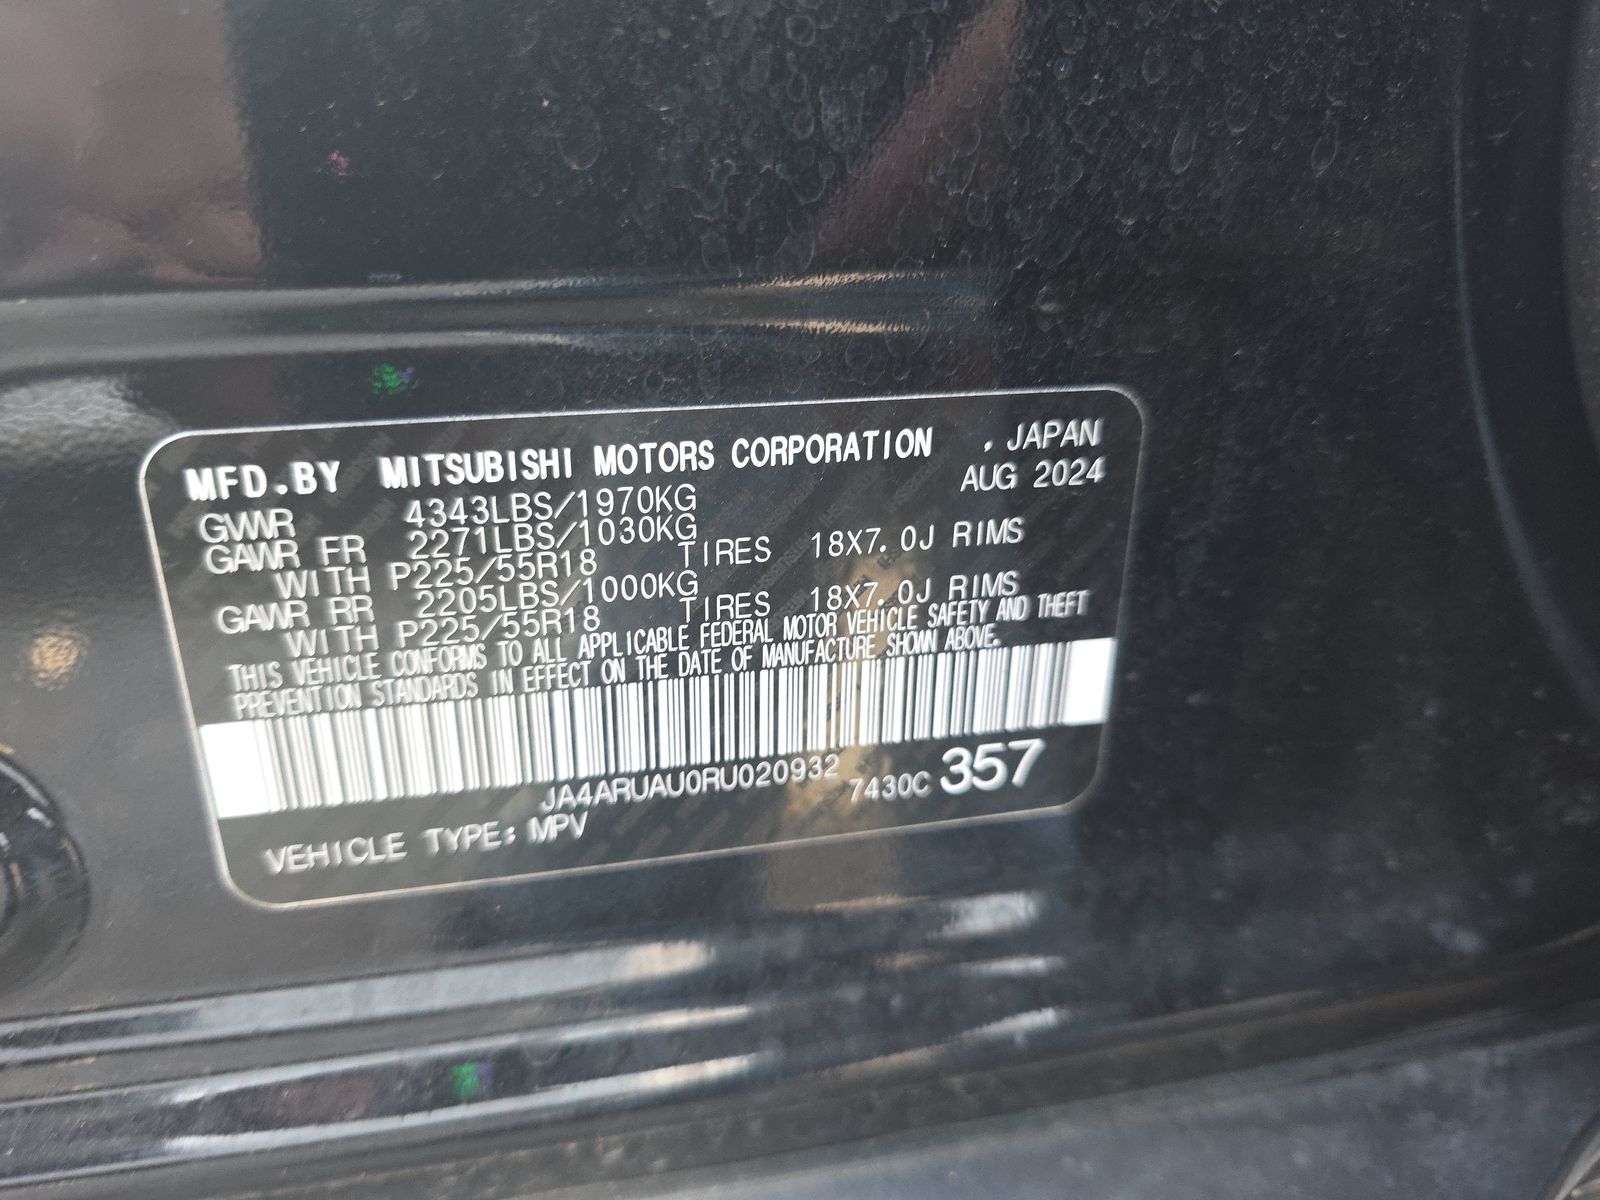 MFD.BY MITSUBISHI MOTORS CORPORATION , JAPAN
AUG 2024
GVWR 4343LBS/1970KG
GAWR FR 2271LBS/1030KG
WITH P225/55R18 TIRES 18X7.0J RIMS
GAWR RR 2205LBS/1000KG
WITH P225/55R18 TIRES 18X7.0J RIMS
THIS VEHICLE CONFORMS TO ALL APPLICABLE FEDERAL MOTOR VEHICLE SAFETY AND THEFT
PREVENTION STANDARDS IN EFFECT ON THE DATE OF MANUFACTURE SHOWN ABOVE.
JA4ARUAU0RU020932 7430C 357
VEHICLE TYPE: MPV